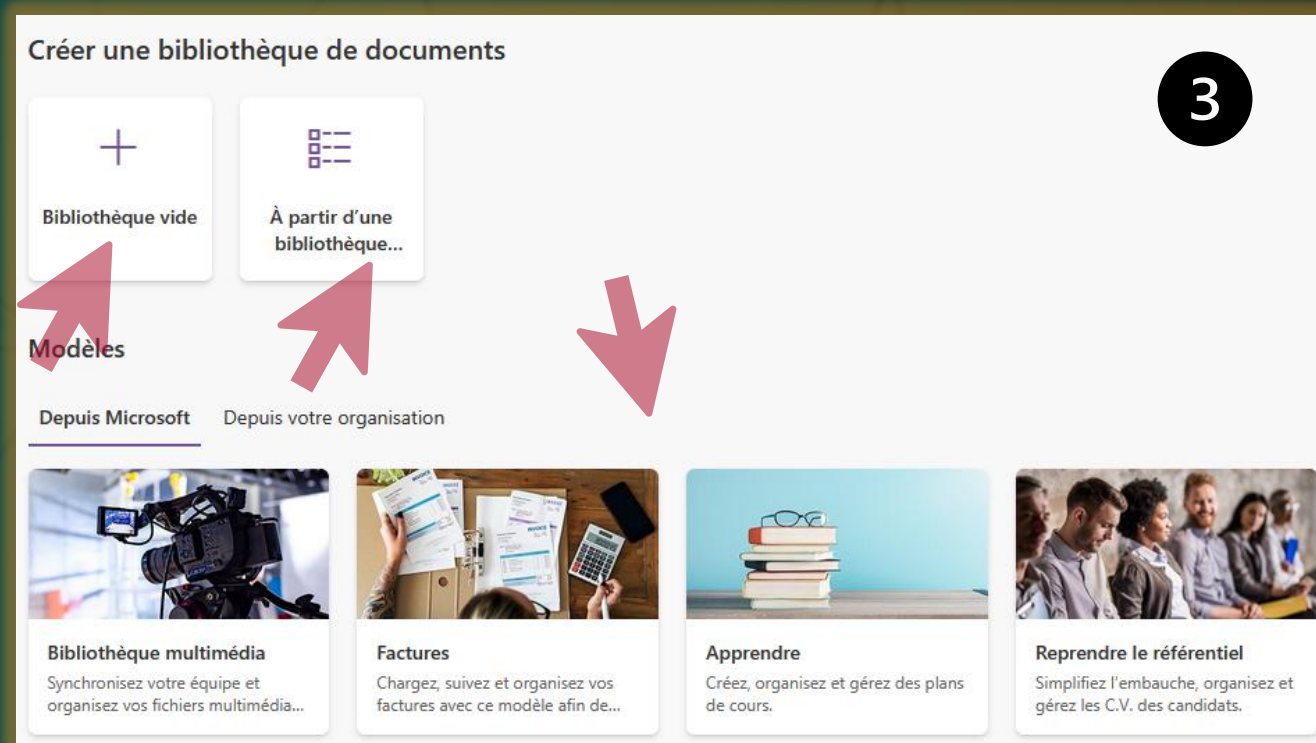 Créer une bibliothèque de documents
3
Bibliothèque vide
À partir d'une
bibliothèque...
Modèles
Depuis Microsoft
Depuis votre organisation
Bibliothèque multimédia
Synchronisez votre équipe et
organisez vos fichiers multimédia...
Factures
Chargez, suivez et organisez vos
factures avec ce modèle afin de...
Apprendre
Créez, organisez et gérez des plans
de cours.
Reprendre le référentiel
Simplifiez l'embauche, organisez et
gérez les C.V. des candidats.